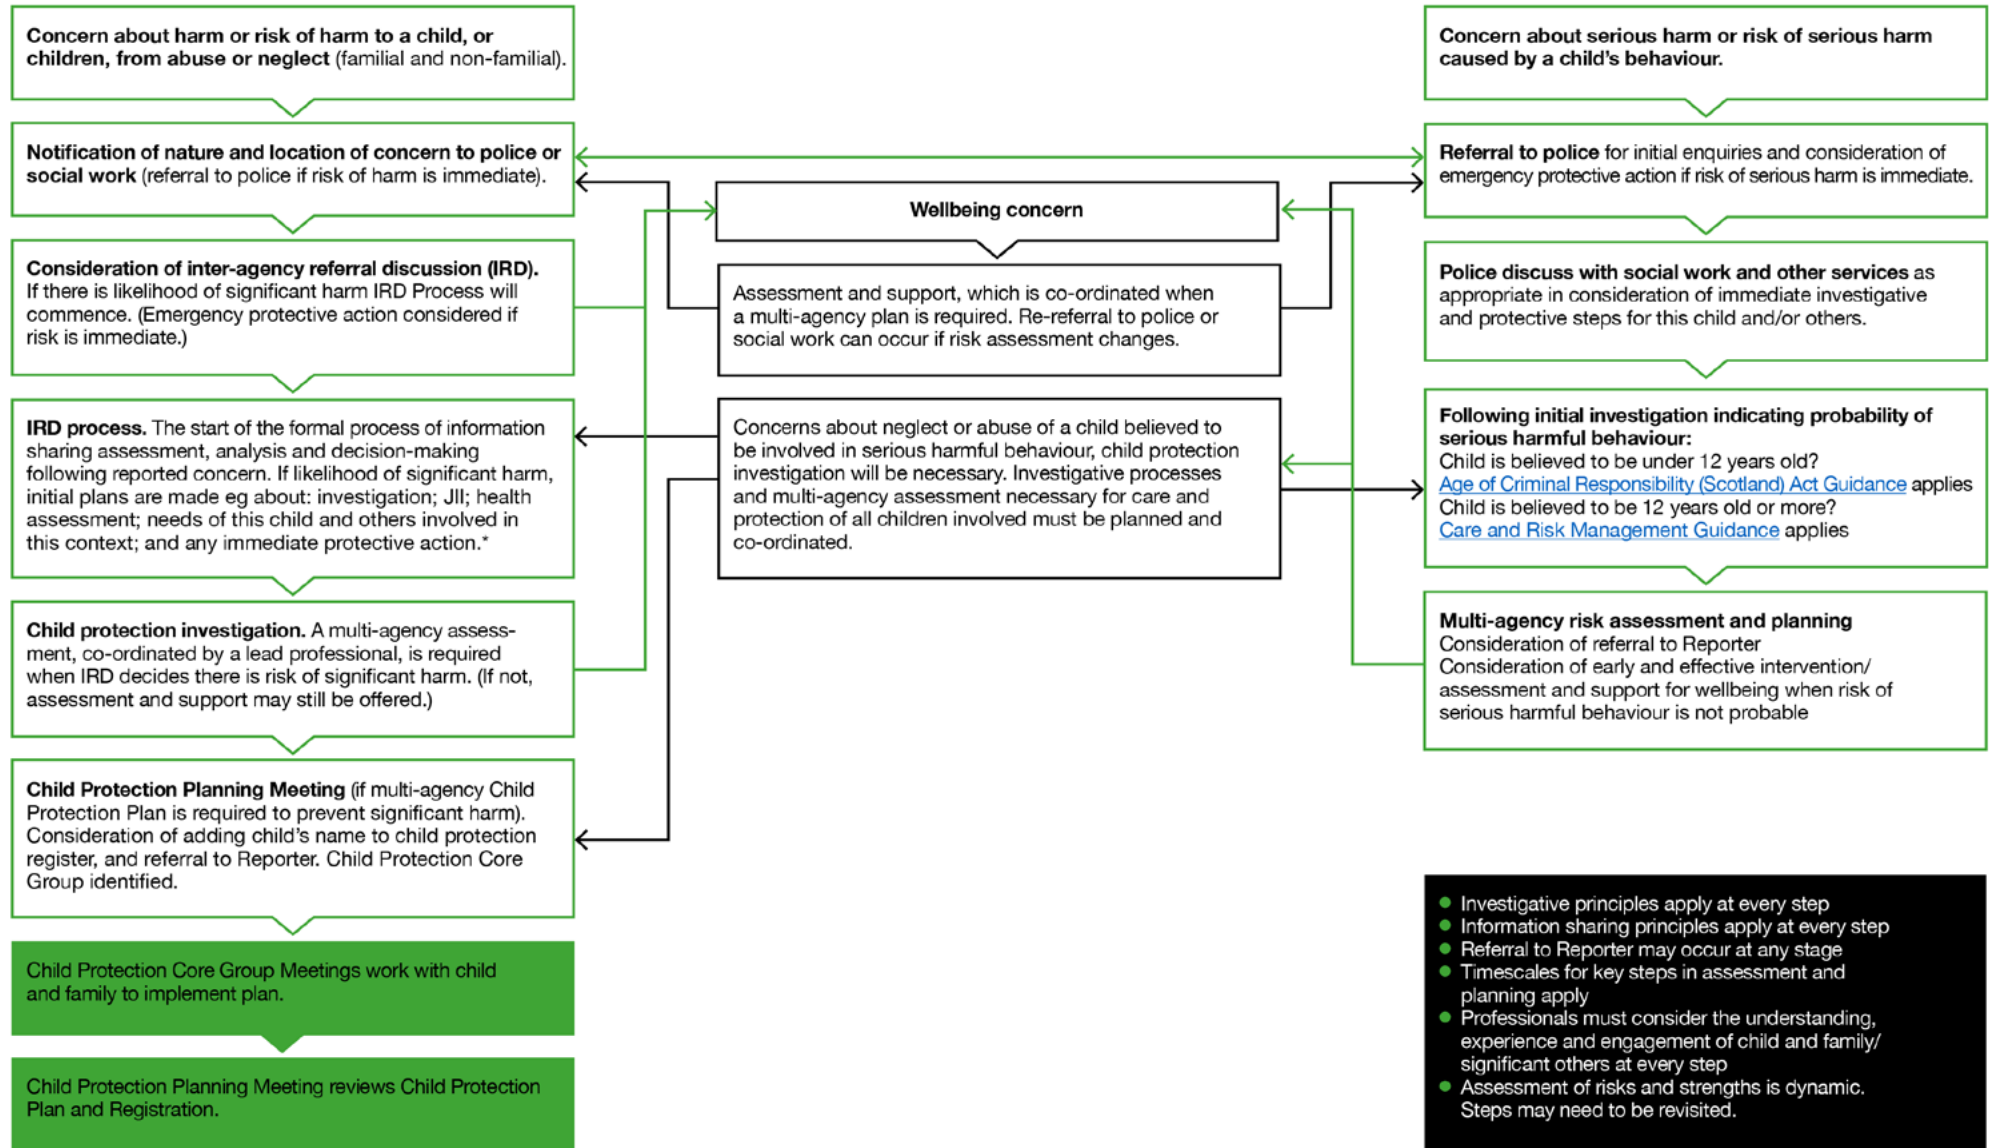 Concern about harm or risk of harm to a child, or
children, from abuse or neglect (familial and non-familial).
Notification of nature and location of concern to police or
social work (referral to police if risk of harm is immediate).
Consideration of inter-agency referral discussion (IRD).
If there is likelihood of significant harm IRD Process will
commence. (Emergency protective action considered if
risk is immediate.)
IRD process. The start of the formal process of information
sharing assessment, analysis and decision-making
following reported concern. If likelihood of significant harm,
initial plans are made eg about: investigation; JII; health
assessment; needs of this child and others involved in
this context; and any immediate protective action.*
Child protection investigation. A multi-agency assess-
ment, co-ordinated by a lead professional, is required
when IRD decides there is risk of significant harm. (If not,
assessment and support may still be offered.)
Child Protection Planning Meeting (if multi-agency Child
Protection Plan is required to prevent significant harm).
Consideration of adding child's name to child protection
register, and referral to Reporter. Child Protection Core
Group identified.
Child Protection Core Group Meetings work with child
and family to implement plan.
Child Protection Planning Meeting reviews Child Protection
Plan and Registration.
Wellbeing concern
Assessment and support, which is co-ordinated when
a multi-agency plan is required. Re-referral to police or
social work can occur if risk assessment changes.
Concerns about neglect or abuse of a child believed to
be involved in serious harmful behaviour, child protection
investigation will be necessary. Investigative processes
and multi-agency assessment necessary for care and
protection of all children involved must be planned and
co-ordinated.
Concern about serious harm or risk of serious harm
caused by a child's behaviour.
Referral to police for initial enquiries and consideration of
emergency protective action if risk of serious harm is immediate.
Police discuss with social work and other services as
appropriate in consideration of immediate investigative
and protective steps for this child and/or others.
Following initial investigation indicating probability of
serious harmful behaviour:
Child is believed to be under 12 years old?
Age of Criminal Responsibility (Scotland) Act Guidance applies
Child is believed to be 12 years old or more?
Care and Risk Management Guidance applies
Multi-agency risk assessment and planning
Consideration of referral to Reporter
Consideration of early and effective intervention/
assessment and support for wellbeing when risk of
serious harmful behaviour is not probable
Investigative principles apply at every step
Information sharing principles apply at every step
Referral to Reporter may occur at any stage
Timescales for key steps in assessment and
planning apply
Professionals must consider the understanding,
experience and engagement of child and family/
significant others at every step
Assessment of risks and strengths is dynamic.
Steps may need to be revisited.